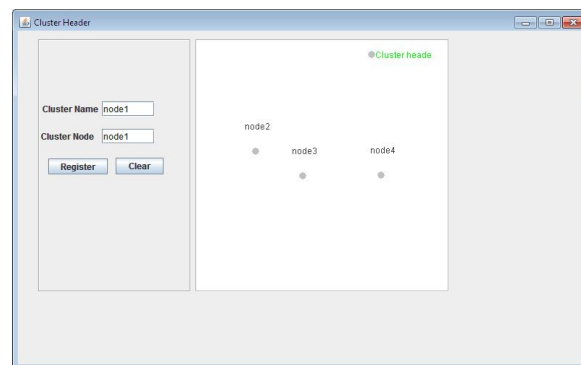 Cluster Header
Cluster heade
Cluster Name node1
Cluster Node node1
Register Clear
node2
node3
node4